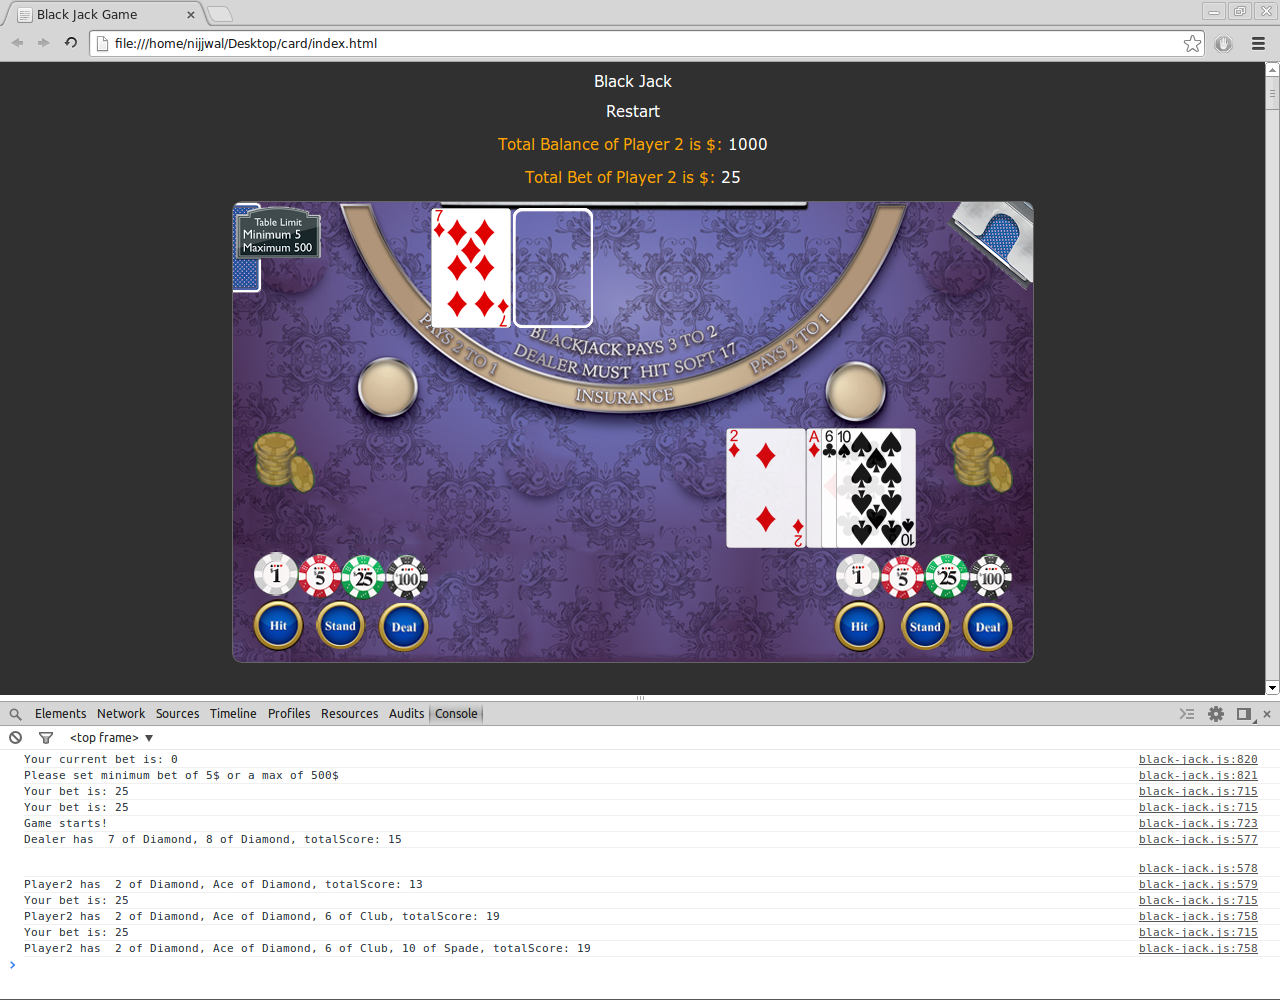 Black Jack Game
file:///home/nijjwal/Desktop/card/index.html
Black Jack
Restart
Total Balance of Player 2 is $: 1000
Total Bet of Player 2 is $: 25
Table Limit
Minimum 5
Maximum 500
7
7
BLACKJACK PAYS 3 TO 2
DEALER MUST HIT SOFT 17
PAYS 2 TO 1
PAYS 2 TO 1
INSURANCE
2 A 6 10
2 10
$1 $5 $25 $100
$1 $5 $25 $100
Hit Stand Deal
Hit Stand Deal
Elements Network Sources Timeline Profiles Resources Audits Console
<top frame>
Your current bet is: 0 black-jack.js:820
Please set minimum bet of 5$ or a max of 500$ black-jack.js:821
Your bet is: 25 black-jack.js:715
Your bet is: 25 black-jack.js:715
Game starts! black-jack.js:723
Dealer has  7 of Diamond, 8 of Diamond, totalScore: 15 black-jack.js:577
black-jack.js:578
Player2 has  2 of Diamond, Ace of Diamond, totalScore: 13 black-jack.js:579
Your bet is: 25 black-jack.js:715
Player2 has  2 of Diamond, Ace of Diamond, 6 of Club, totalScore: 19 black-jack.js:758
Your bet is: 25 black-jack.js:715
Player2 has  2 of Diamond, Ace of Diamond, 6 of Club, 10 of Spade, totalScore: 19 black-jack.js:758